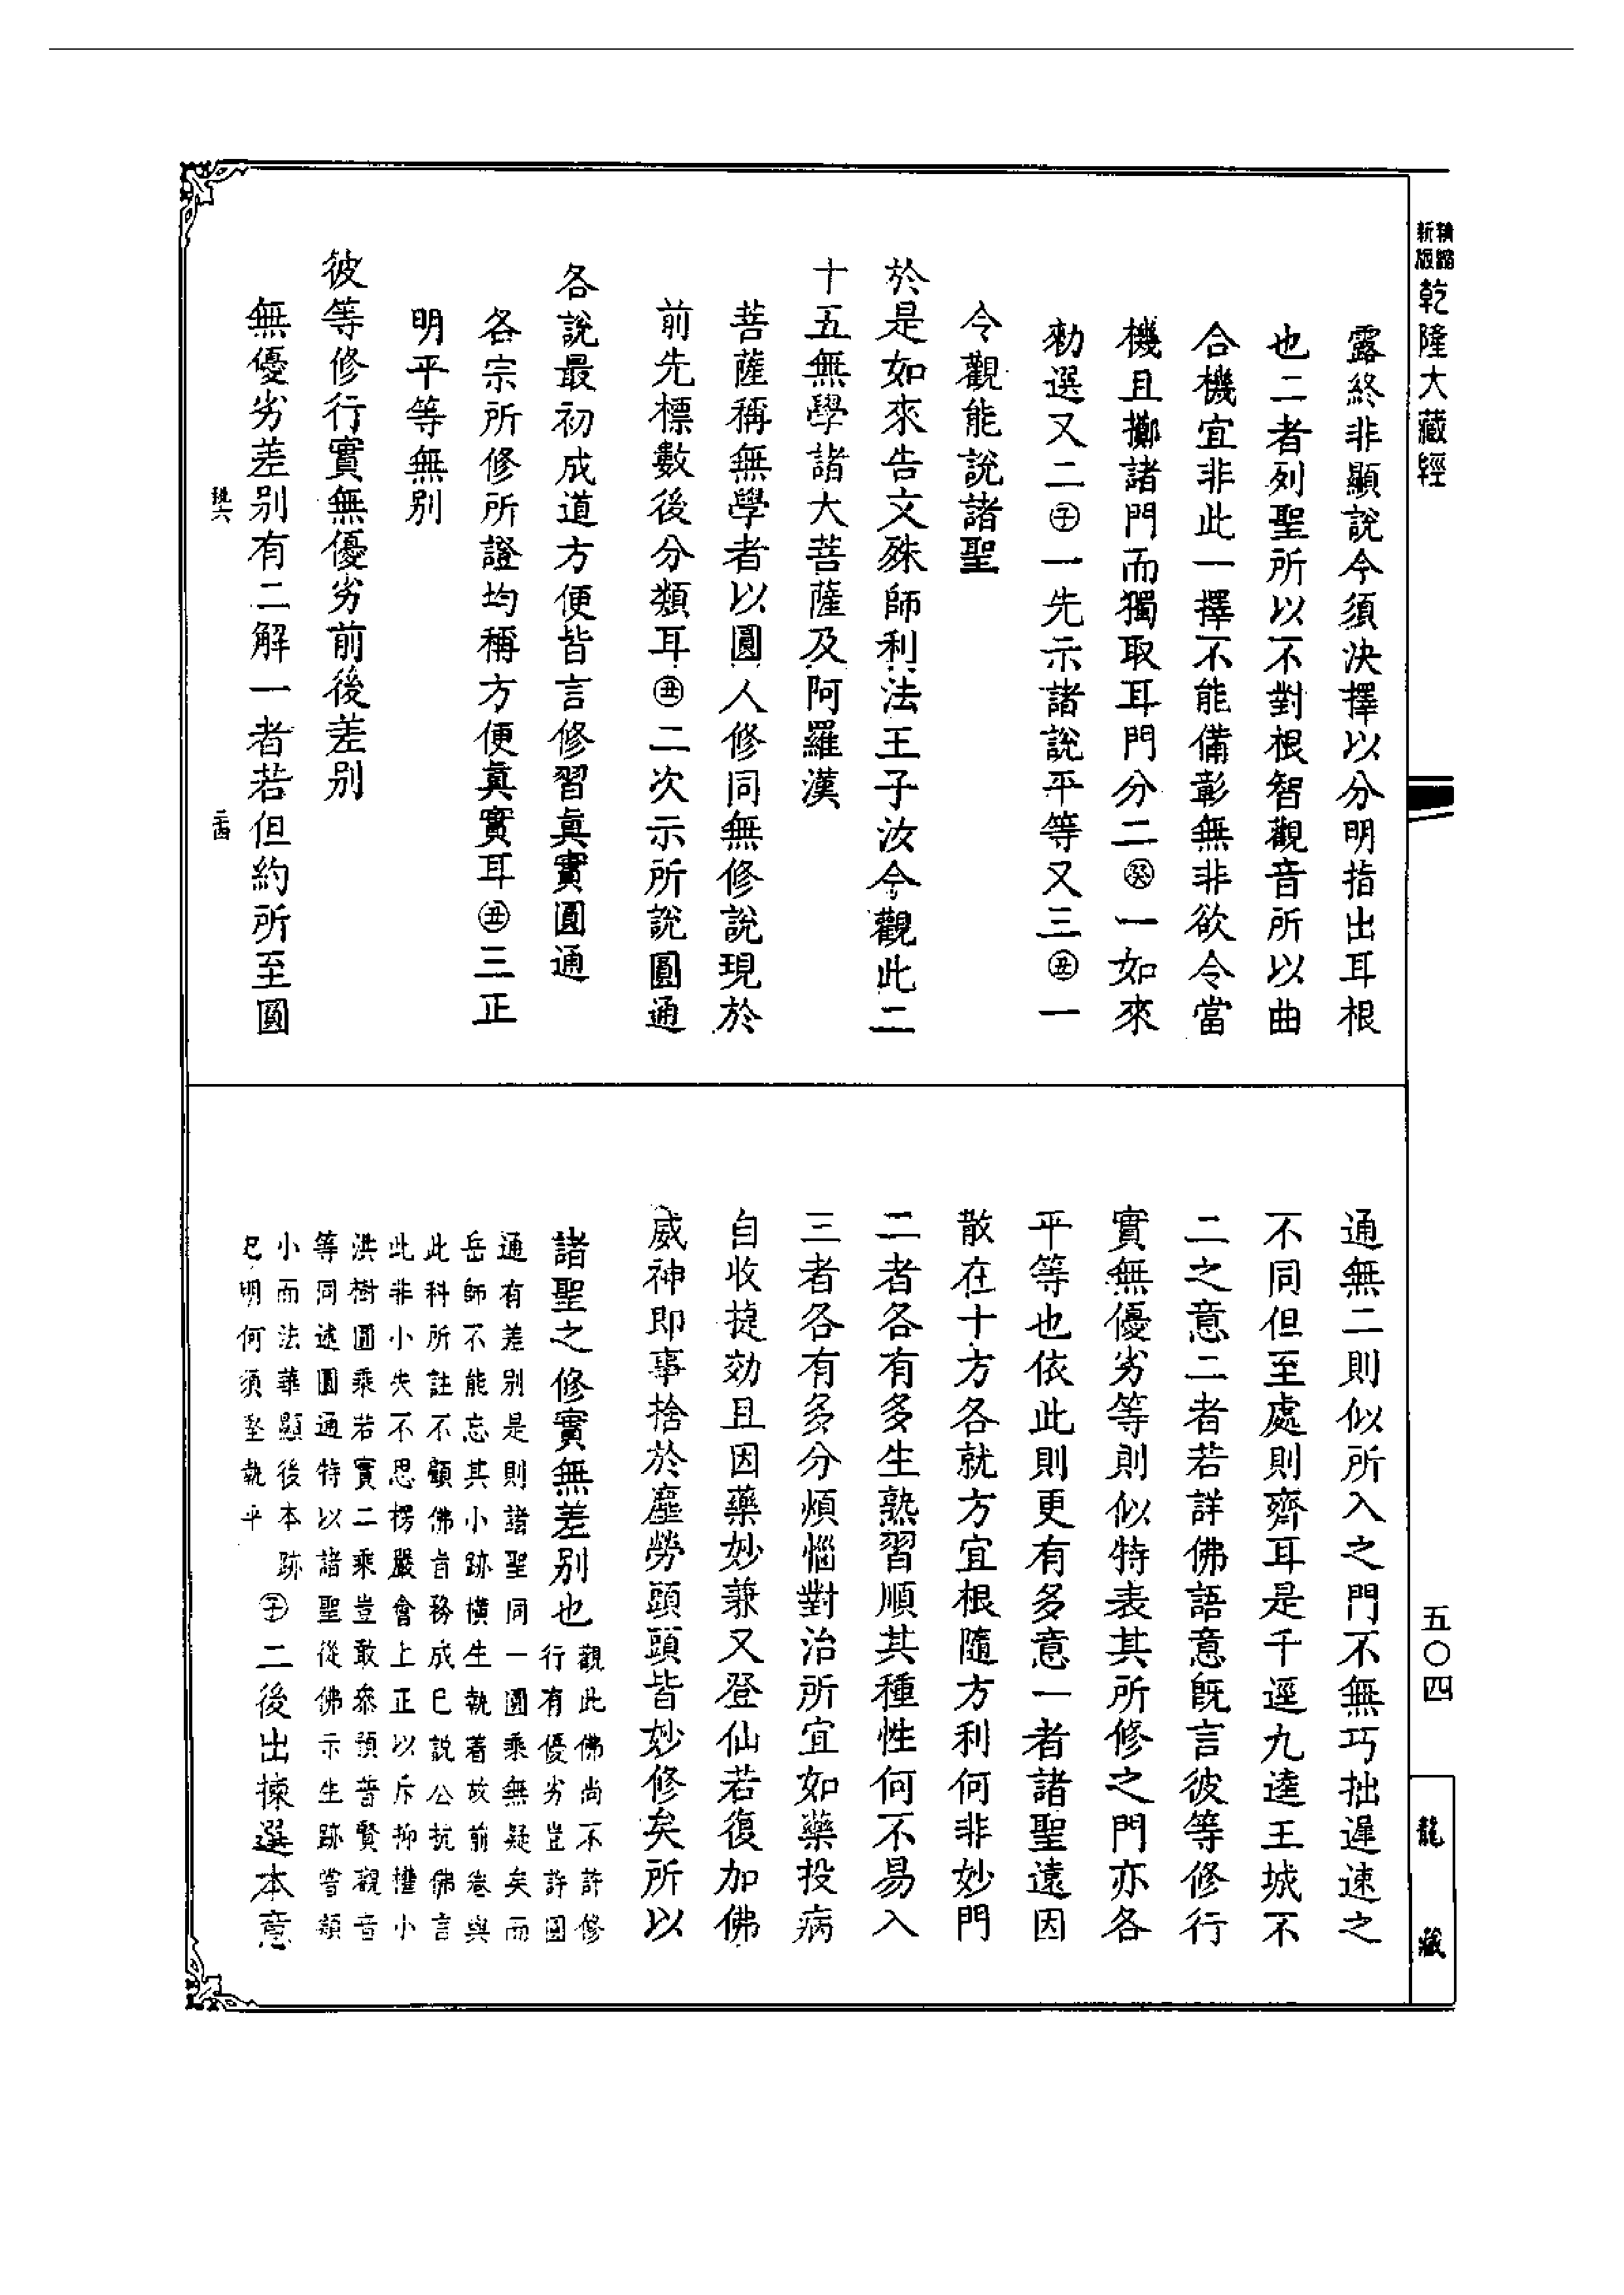 新版精縮乾隆大藏經
露終非顯說今須決擇以分明指出耳根
也二者列聖所以不對根智觀音所以曲
合機宜非此一擇不能備彰無非欲令當
機且擲諸門而獨取耳門分二㊋一如來
勑選又二㊋一先示諸說平等又三㊋一
令觀能說諸聖
於是如來告文殊師利法王子汝今觀此二
十五無學諸大菩薩及阿羅漢
菩薩稱無學者以圓人修同無修說現於
前先標數後分類耳㊋二次示所說圓通
各說最初成道方便皆言修習眞實圓通
各宗所修所證均稱方便眞實耳㊋三正
明平等無別
彼等修行實無優劣前後差別
無優劣差別有二解一者若但約所至圓
通無二則似所入之門不無巧拙遲速之
不同但至處則齊耳是千逕九逵王城不
二之意二者若詳佛語意旣言彼等修行
實無優劣等則似特表其所修之門亦各
平等也依此則更有多意一者諸聖遠因
散在十方各就方宜根隨方利何非妙門
二者各有多生熟習順其種性何不易入
三者各有多分煩惱對治所宜如藥投病
自收捷効且因藥妙兼又登仙若復加佛
威神即事捨於塵勞頭頭皆妙修矣所以
諸聖之修實無差別也觀此佛尚不許修
行有優劣豈許圓
通有差別是則諸聖同一圓乘無疑矣而
岳師不能忘其小跡橫生執著故前卷與
此科所註不顧佛旨務成已說公抗佛言
此非小失不思楞嚴會上正以斥抑權小
洪樹圓乘若實二乘豈敢叅預普賢觀音
等同述圓通特以諸聖從佛示生跡嘗類
小而法華顯後本跡
已明何須堅執乎
㊋二後出揀選本意
五〇四
龍藏